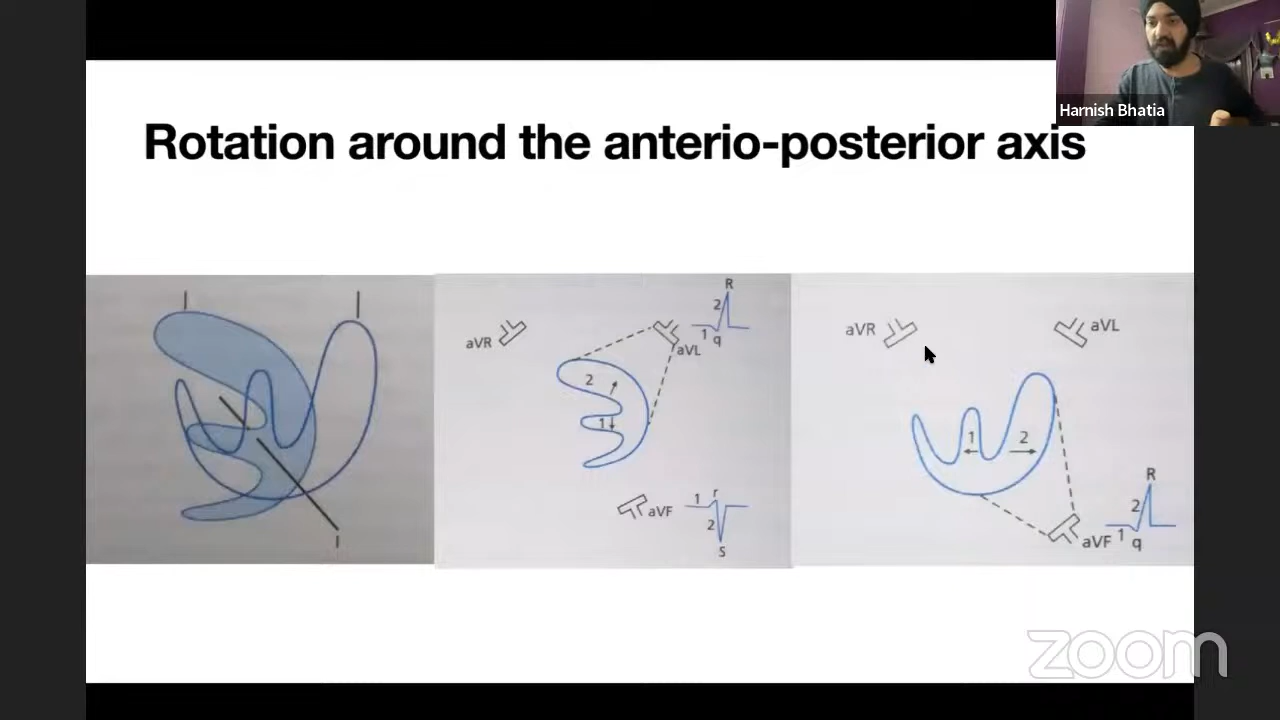 Harnish Bhatia
Rotation around the anterio-posterior axis
aVR
2
1
R
2
1 q
aVL
aVF
1 r
2
S
aVR
aVL
1
2
aVF
R
2
1 q
zoom